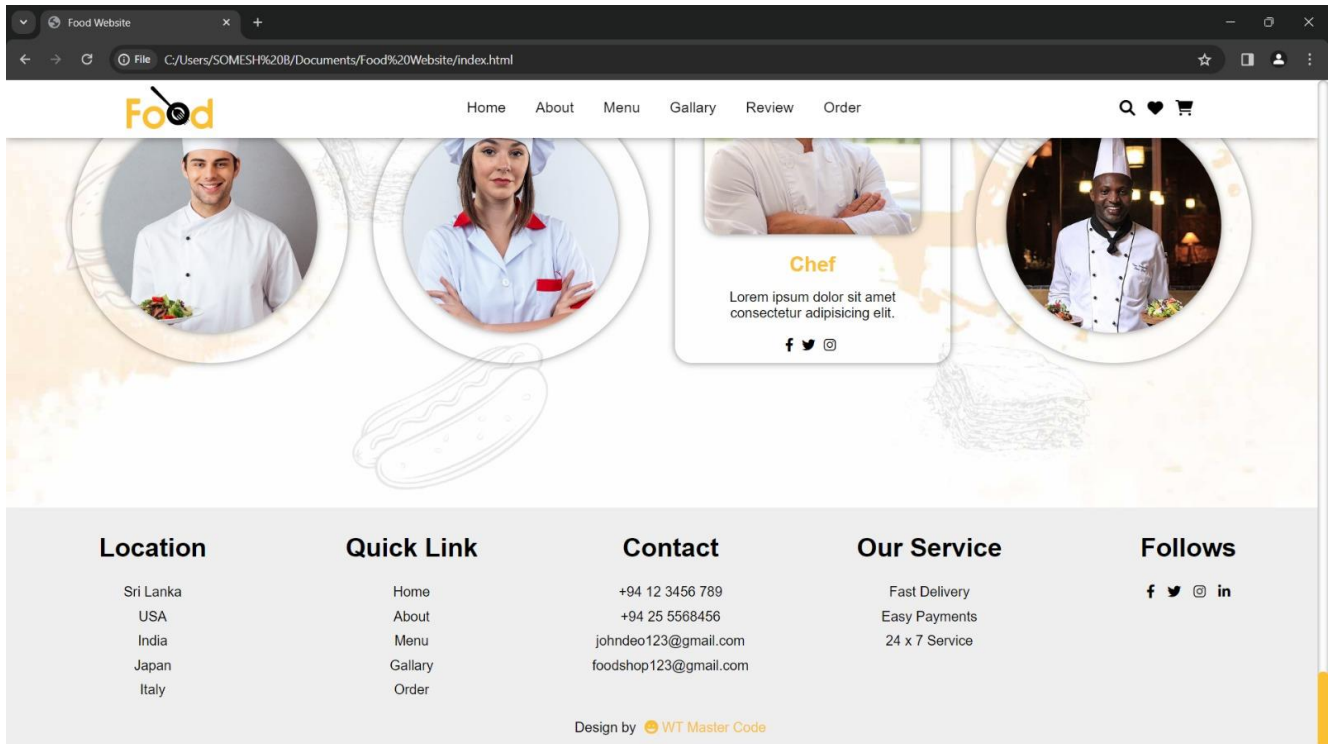 Food Website
File C:/Users/SOMESH%20B/Documents/Food%20Website/index.html
Food
Home About Menu Gallary Review Order
Chef
Lorem ipsum dolor sit amet
consectetur adipisicing elit.
Location
Sri Lanka
USA
India
Japan
Italy
Quick Link
Home
About
Menu
Gallary
Order
Contact
+94 12 3456 789
+94 25 5568456
johndeo123@gmail.com
foodshop123@gmail.com
Our Service
Fast Delivery
Easy Payments
24 x 7 Service
Follows
Design by WT Master Code